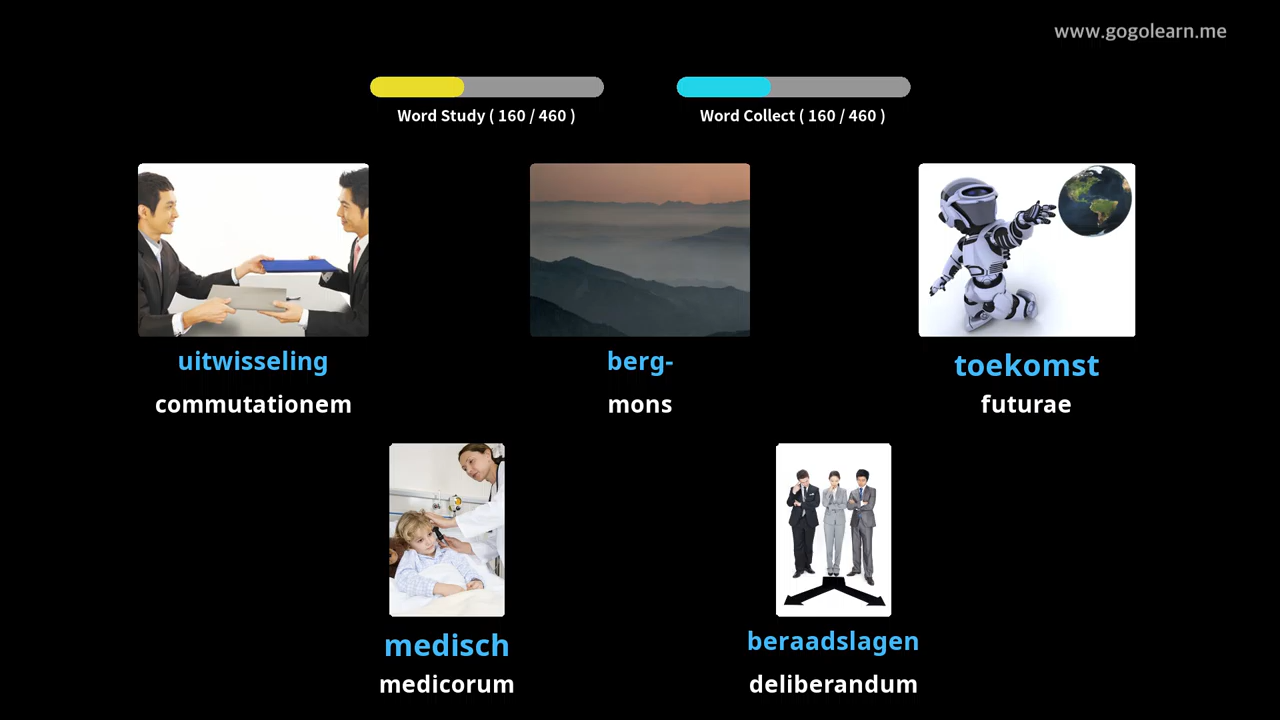 www.gogolearn.me
Word Study ( 160 / 460 )
Word Collect ( 160 / 460 )
uitwisseling
commutationem
berg-
mons
toekomst
futurae
medisch
medicorum
beraadslagen
deliberandum